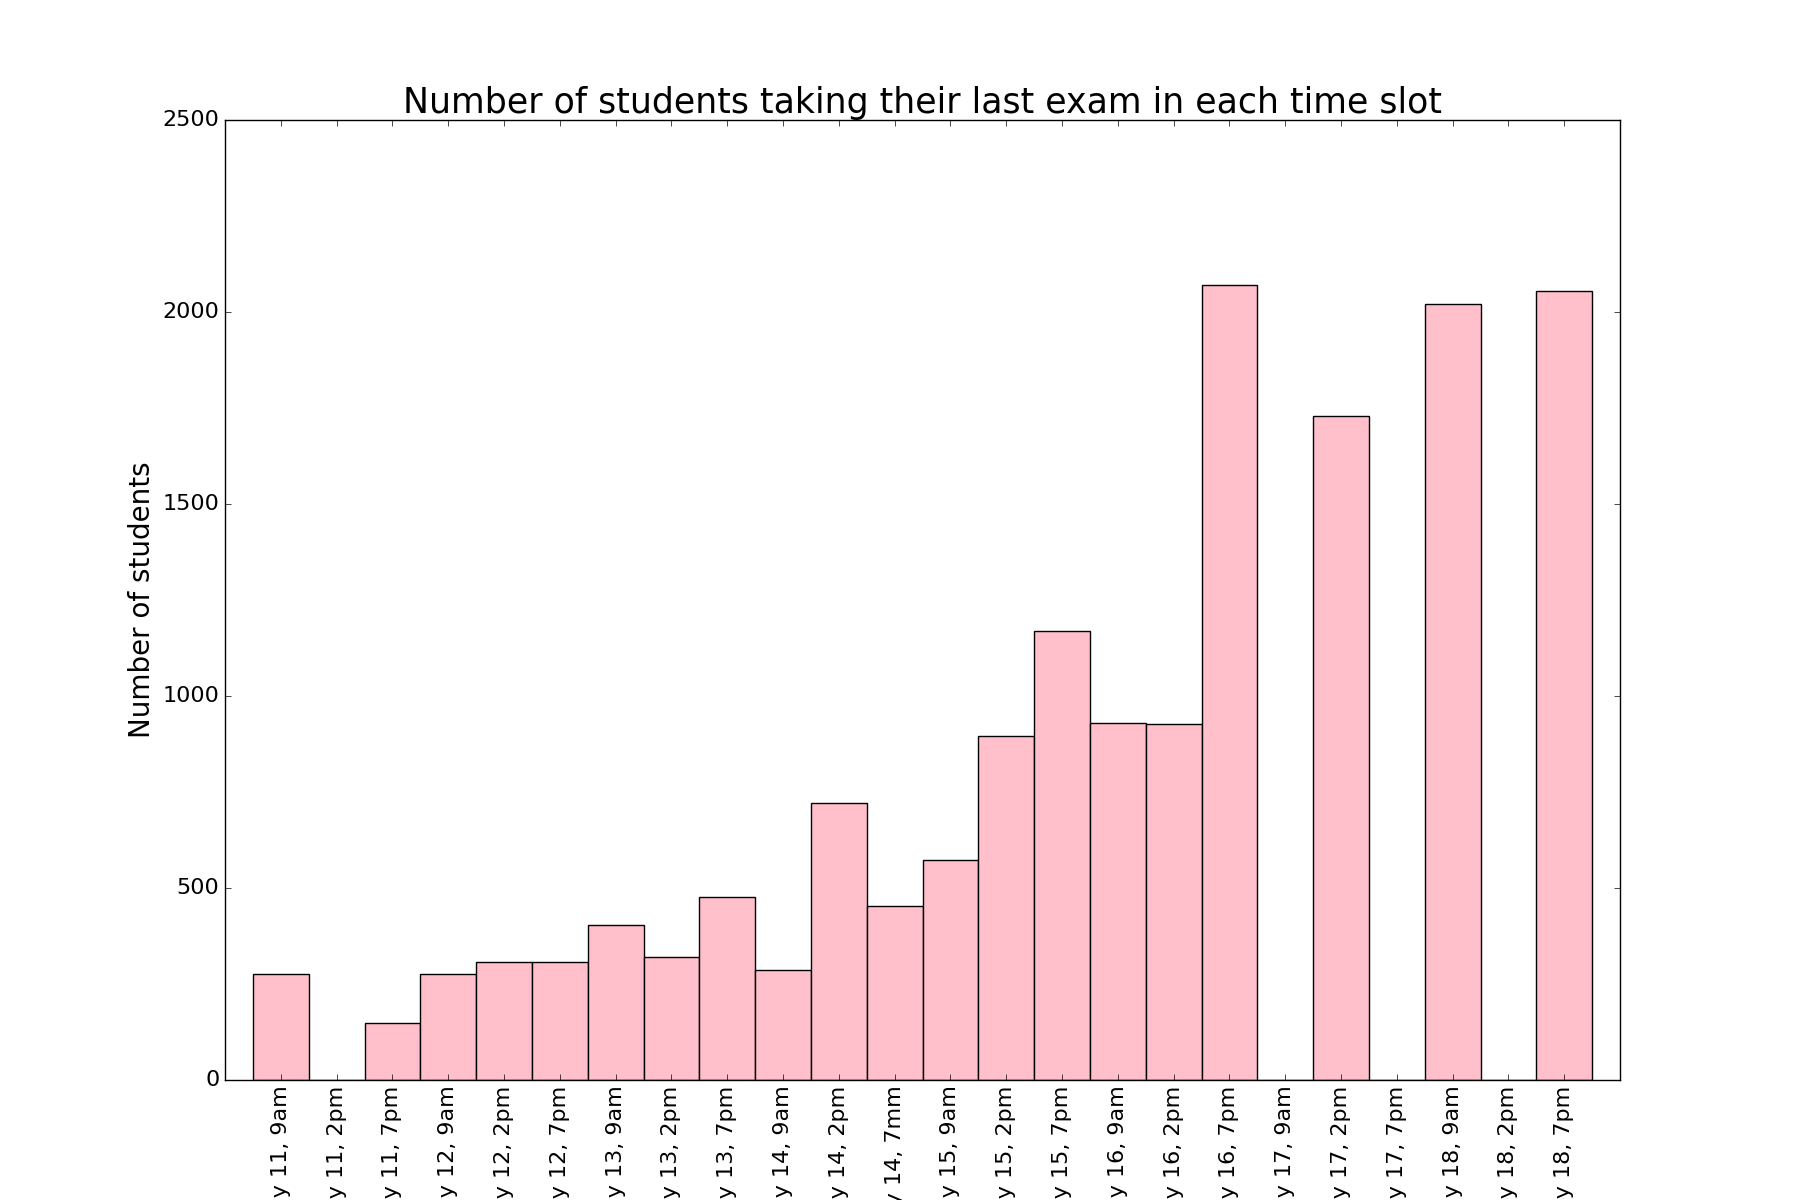 Number of students taking their last exam in each time slot
Number of students
2500
2000
1500
1000
500
0
y 11, 9am
y 11, 2pm
y 11, 7pm
y 12, 9am
y 12, 2pm
y 12, 7pm
y 13, 9am
y 13, 2pm
y 13, 7pm
y 14, 9am
y 14, 2pm
y 14, 7mm
y 15, 9am
y 15, 2pm
y 15, 7pm
y 16, 9am
y 16, 2pm
y 16, 7pm
y 17, 9am
y 17, 2pm
y 17, 7pm
y 18, 9am
y 18, 2pm
y 18, 7pm